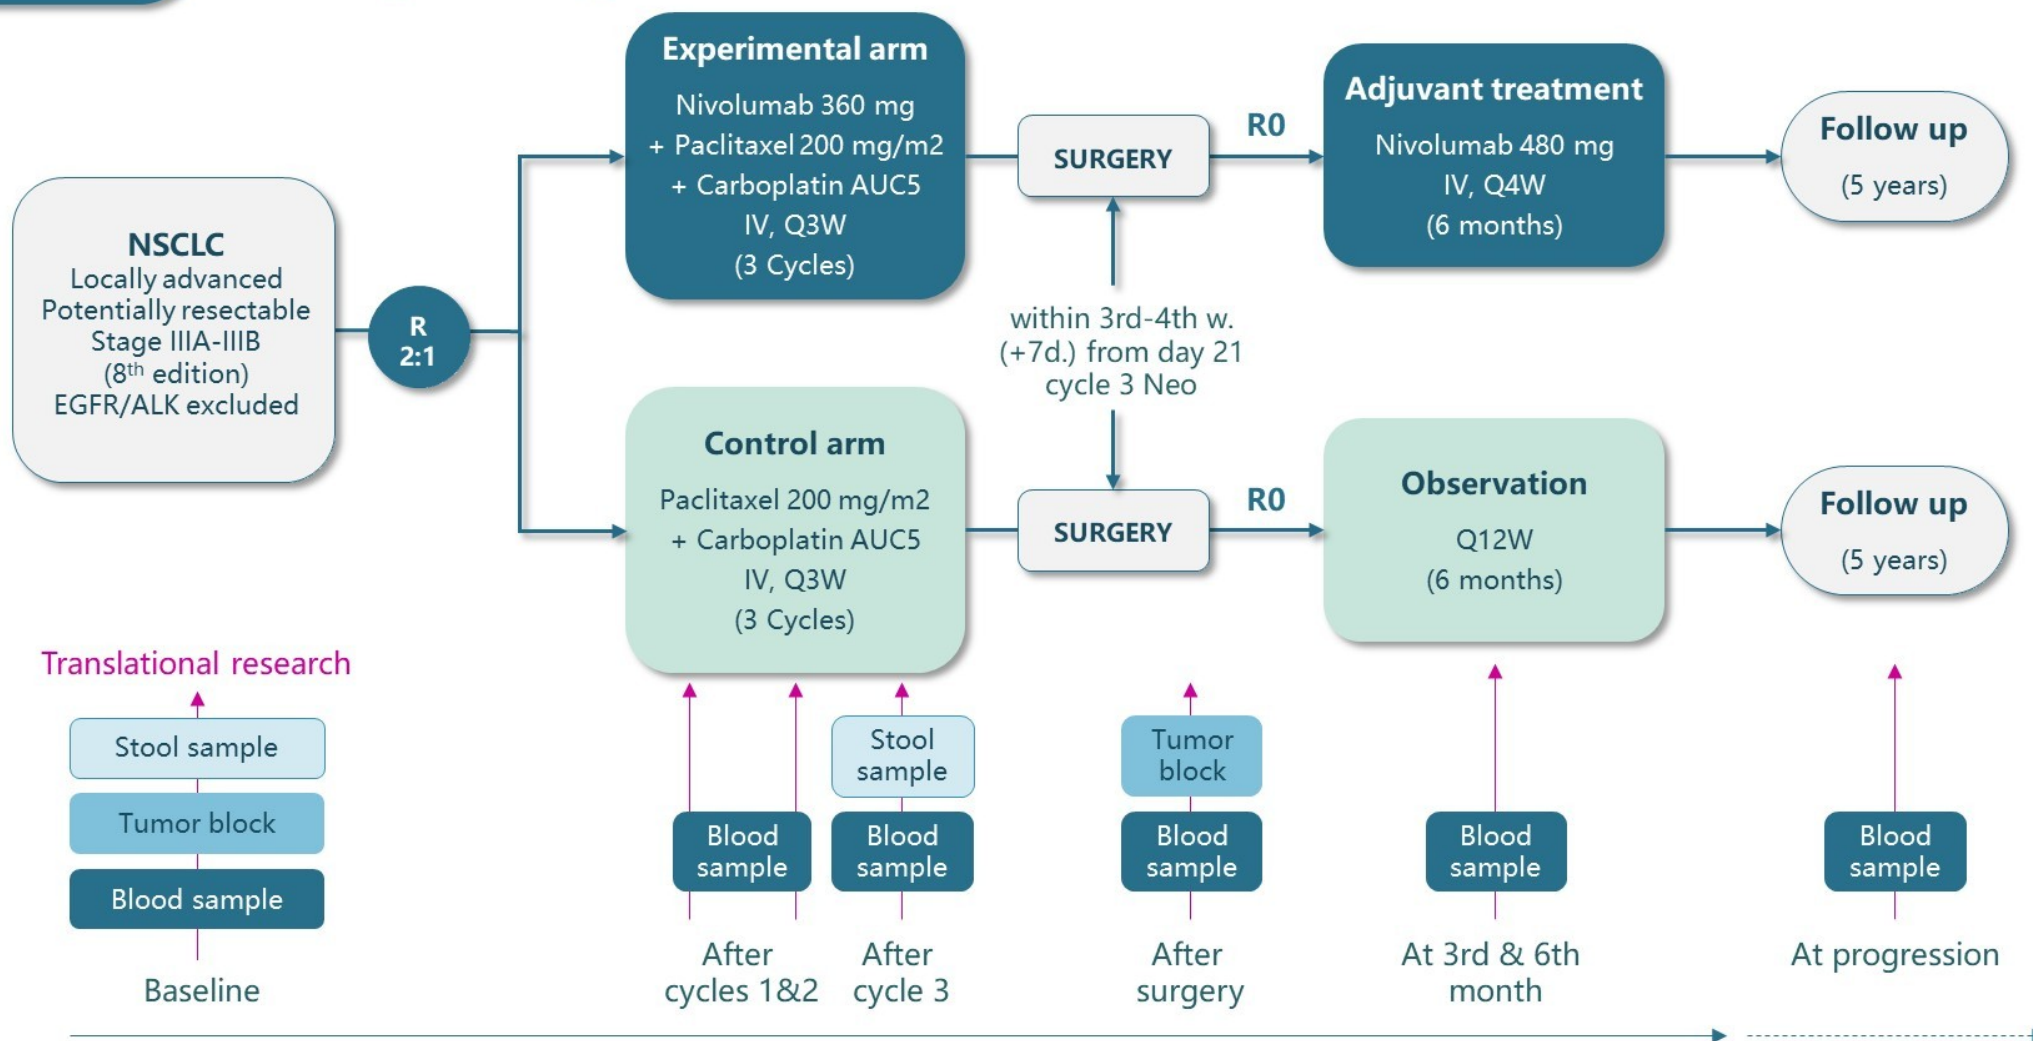 NSCLC
Locally advanced
Potentially resectable
Stage IIIA-IIIB
(8th edition)
EGFR/ALK excluded
R
2:1
Experimental arm
Nivolumab 360 mg
+ Paclitaxel 200 mg/m2
+ Carboplatin AUC5
IV, Q3W
(3 Cycles)
SURGERY
R0
Adjuvant treatment
Nivolumab 480 mg
IV, Q4W
(6 months)
Follow up
(5 years)
within 3rd-4th w.
(+7d.) from day 21
cycle 3 Neo
Control arm
Paclitaxel 200 mg/m2
+ Carboplatin AUC5
IV, Q3W
(3 Cycles)
SURGERY
R0
Observation
Q12W
(6 months)
Follow up
(5 years)
Translational research
Stool sample
Tumor block
Blood sample
Baseline
Blood
sample
After
cycles 1&2
Stool
sample
Blood
sample
After
cycle 3
Tumor
block
Blood
sample
After
surgery
Blood
sample
At 3rd & 6th
month
Blood
sample
At progression